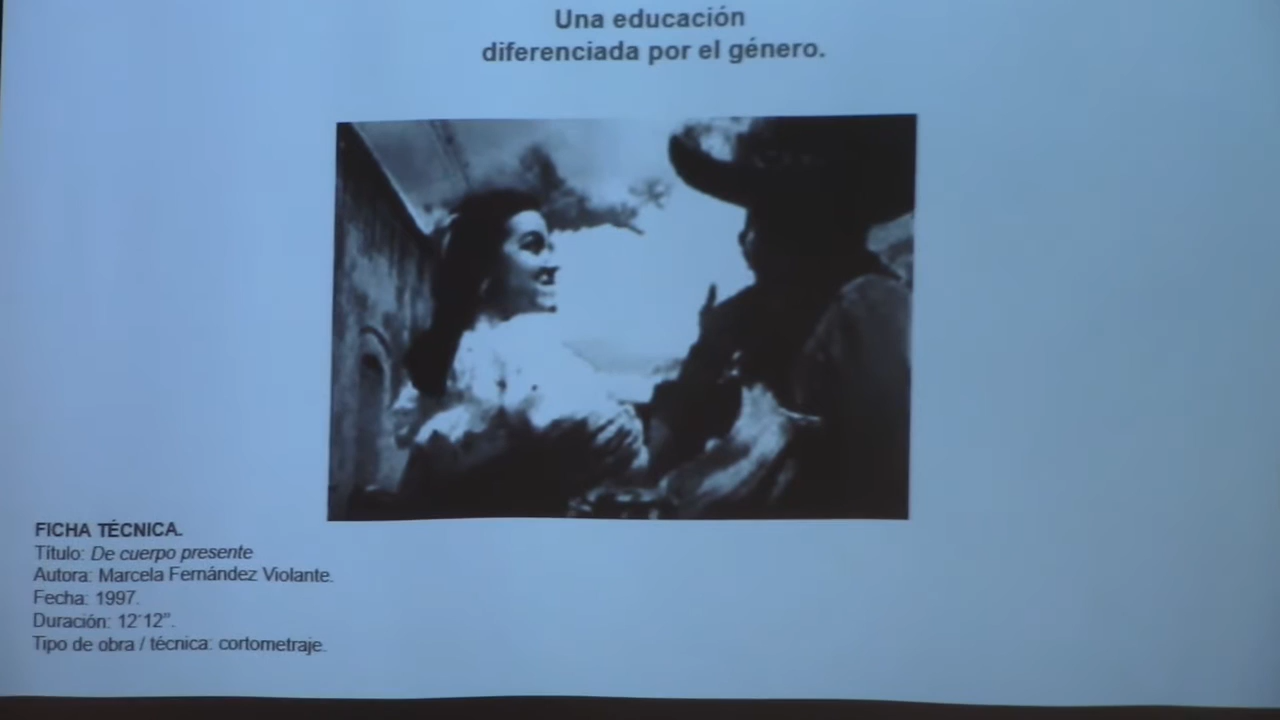 Una educación
diferenciada por el género.
FICHA TÉCNICA.
Título: De cuerpo presente
Autora: Marcela Fernández Violante.
Fecha: 1997.
Duración: 12´12”.
Tipo de obra / técnica: cortometraje.